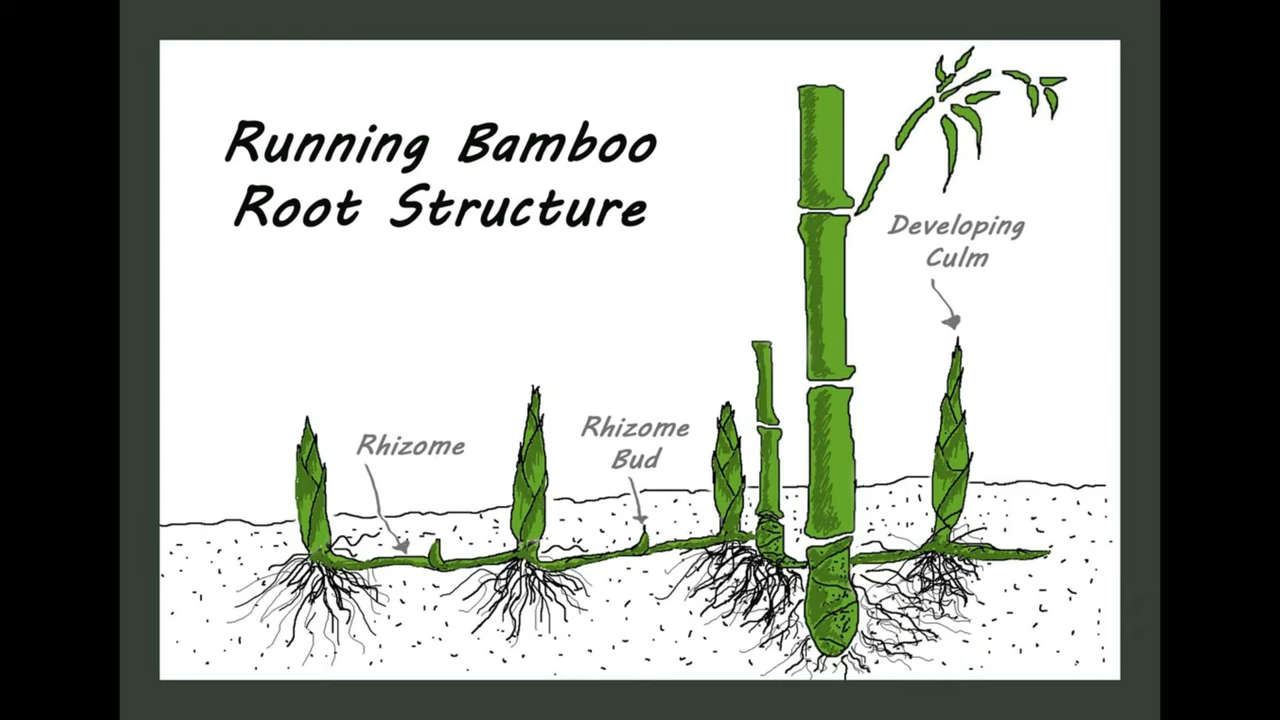 Running Bamboo
Root Structure
Developing
Culm
Rhizome
Rhizome
Bud